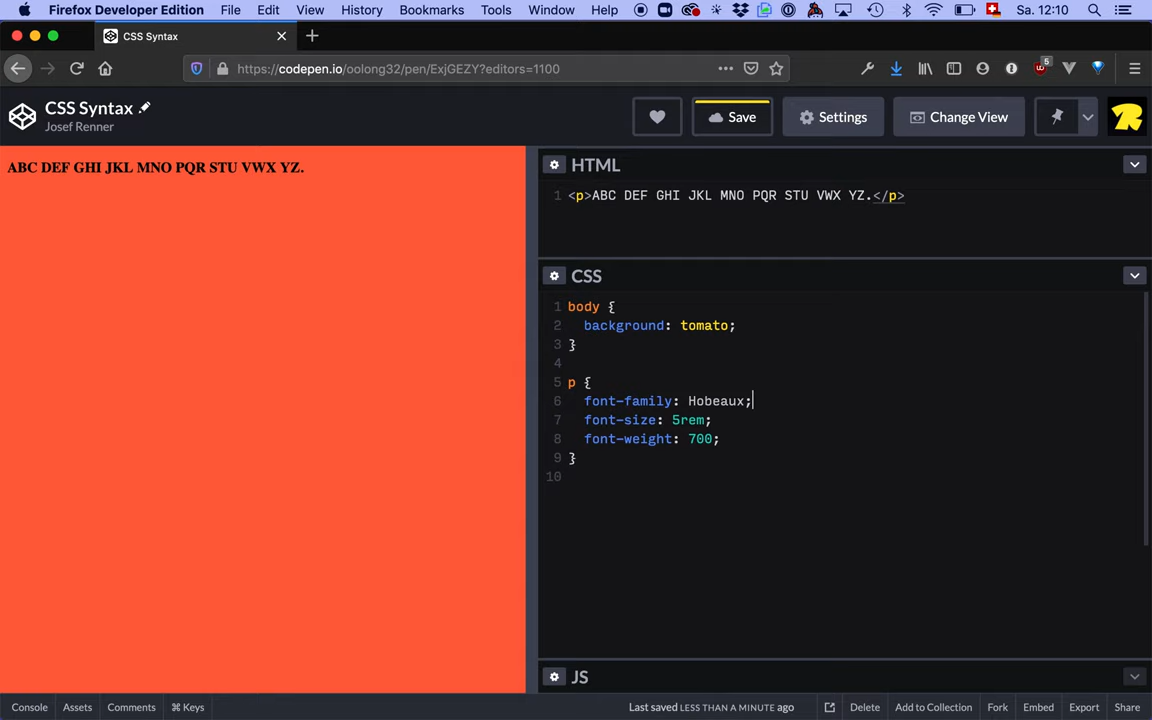 Firefox Developer Edition File Edit View History Bookmarks Tools Window Help Sa. 12:10
CSS Syntax
https://codepen.io/oolong32/pen/ExjGEZY?editors=1100 5
CSS Syntax
Josef Renner
Save Settings Change View
ABC DEF GHI JKL MNO PQR STU VWX YZ.
HTML
1 <p>ABC DEF GHI JKL MNO PQR STU VWX YZ.</p>
CSS
1 body {
2 background: tomato;
3 }
4
5 p {
6 font-family: Hobeaux;
7 font-size: 5rem;
8 font-weight: 700;
9 }
10
JS
Console Assets Comments ⌘ Keys Last saved LESS THAN A MINUTE ago Delete Add to Collection Fork Embed Export Share